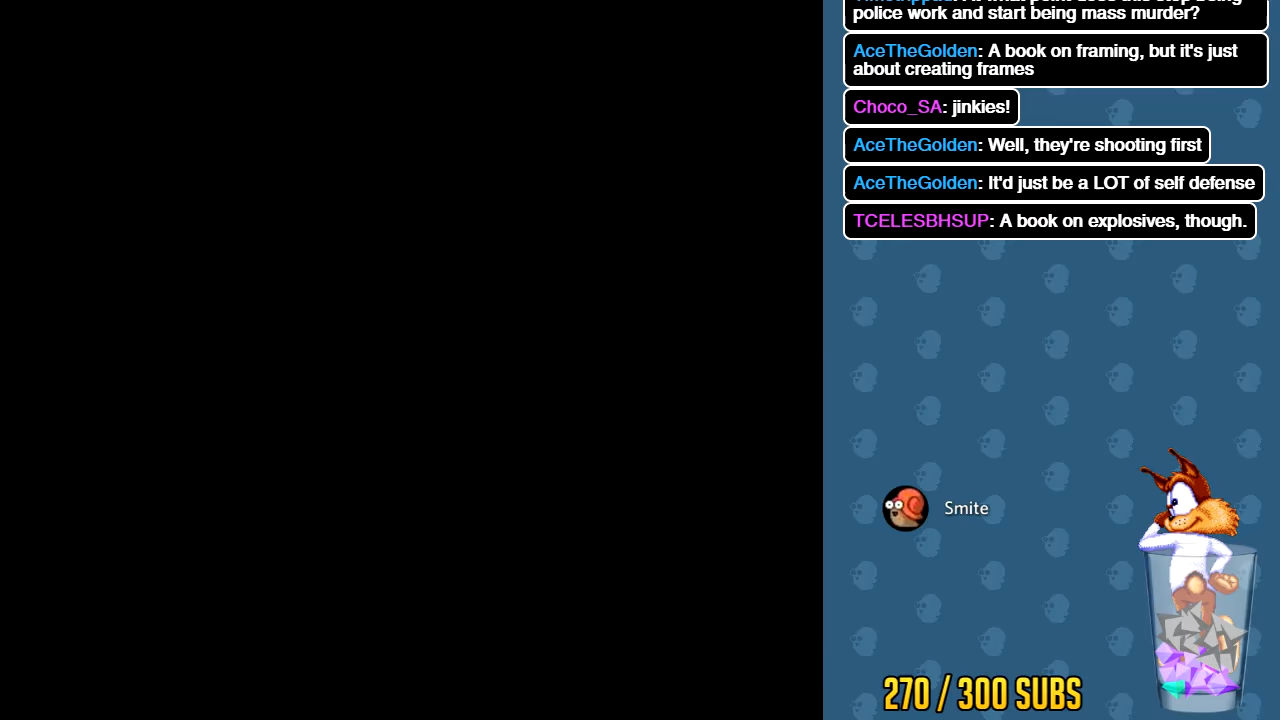 police work and start being mass murder?
AceTheGolden: A book on framing, but it's just
about creating frames
Choco_SA: jinkies!
AceTheGolden: Well, they're shooting first
AceTheGolden: It'd just be a LOT of self defense
TCELESBHSUP: A book on explosives, though.
Smite
270 / 300 SUBS